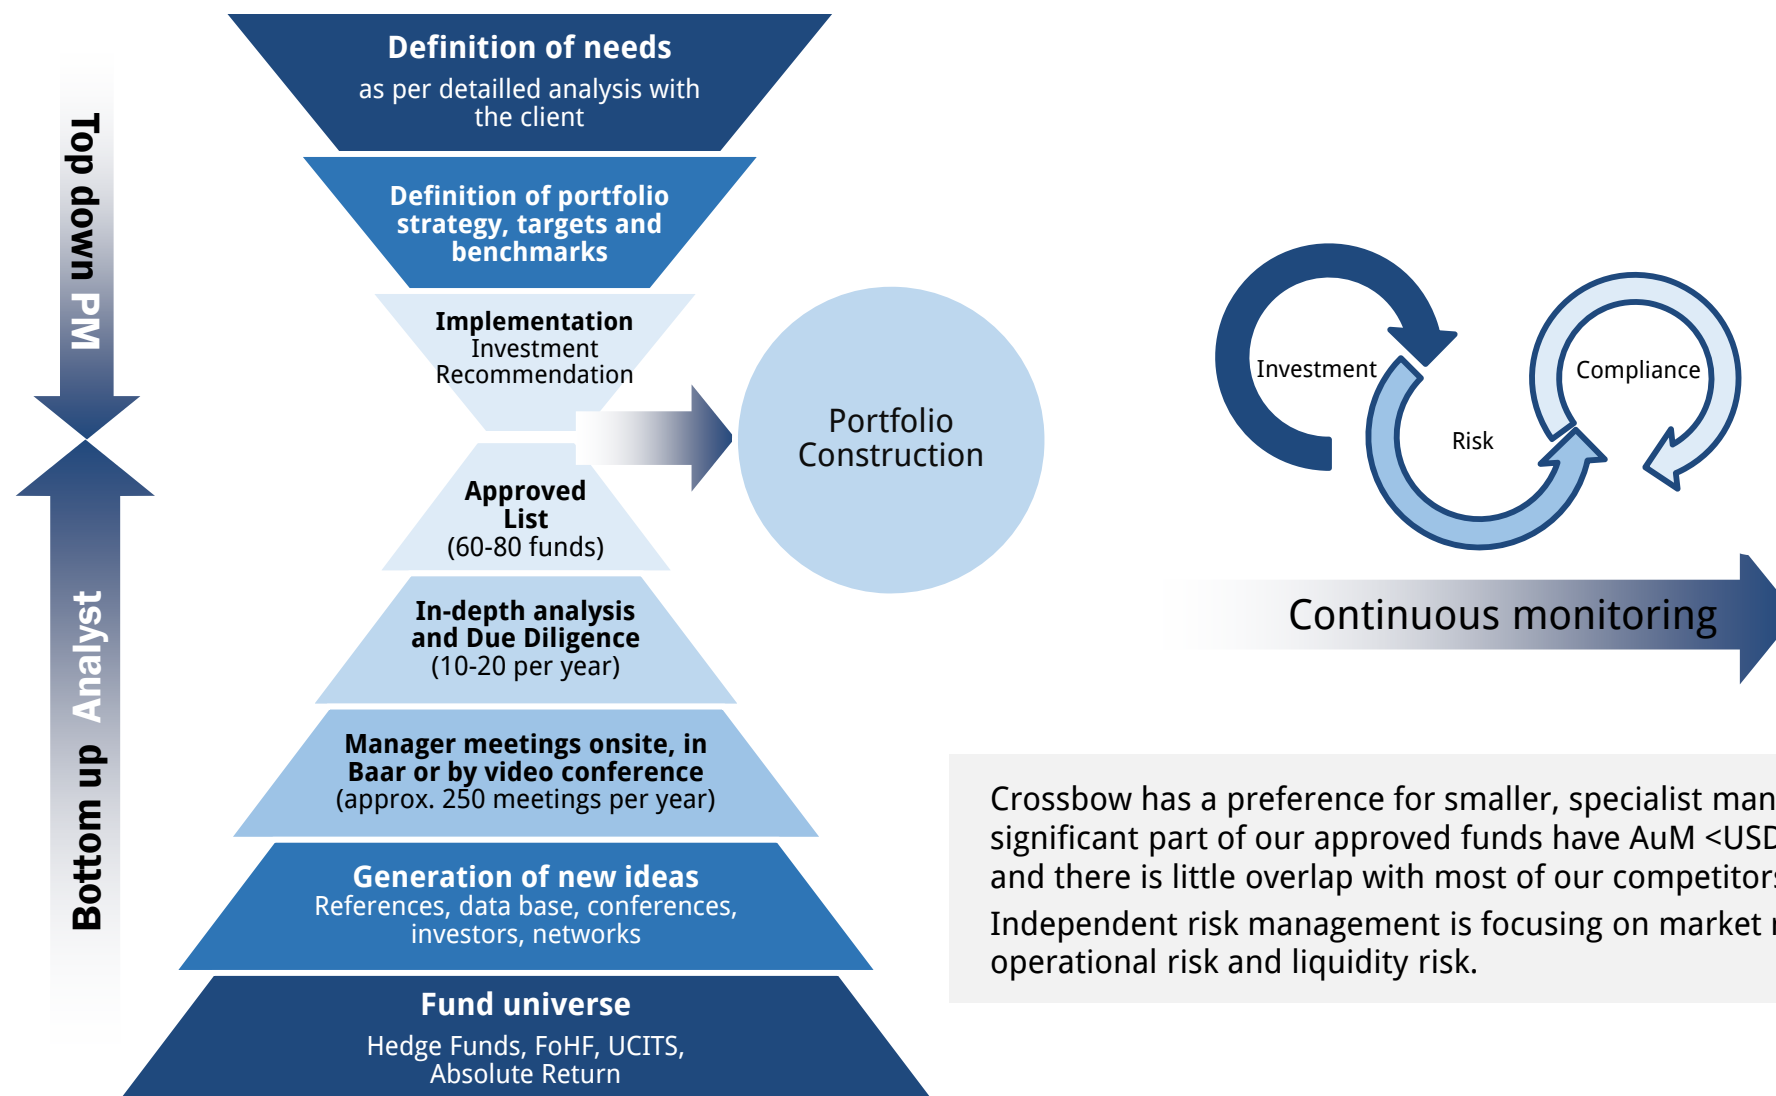 Top down PM
Bottom up Analyst
Definition of needs
as per detailled analysis with
the client
Definition of portfolio
strategy, targets and
benchmarks
Implementation
Investment
Recommendation
Approved
List
(60-80 funds)
In-depth analysis
and Due Diligence
(10-20 per year)
Manager meetings onsite, in
Baar or by video conference
(approx. 250 meetings per year)
Generation of new ideas
References, data base, conferences,
investors, networks
Fund universe
Hedge Funds, FoHF, UCITS,
Absolute Return
Portfolio
Construction
Investment
Risk
Compliance
Continuous monitoring
Crossbow has a preference for smaller, specialist
significant part of our approved funds have AuM <USD
and there is little overlap with most of our competitors
Independent risk management is focusing on market
operational risk and liquidity risk.